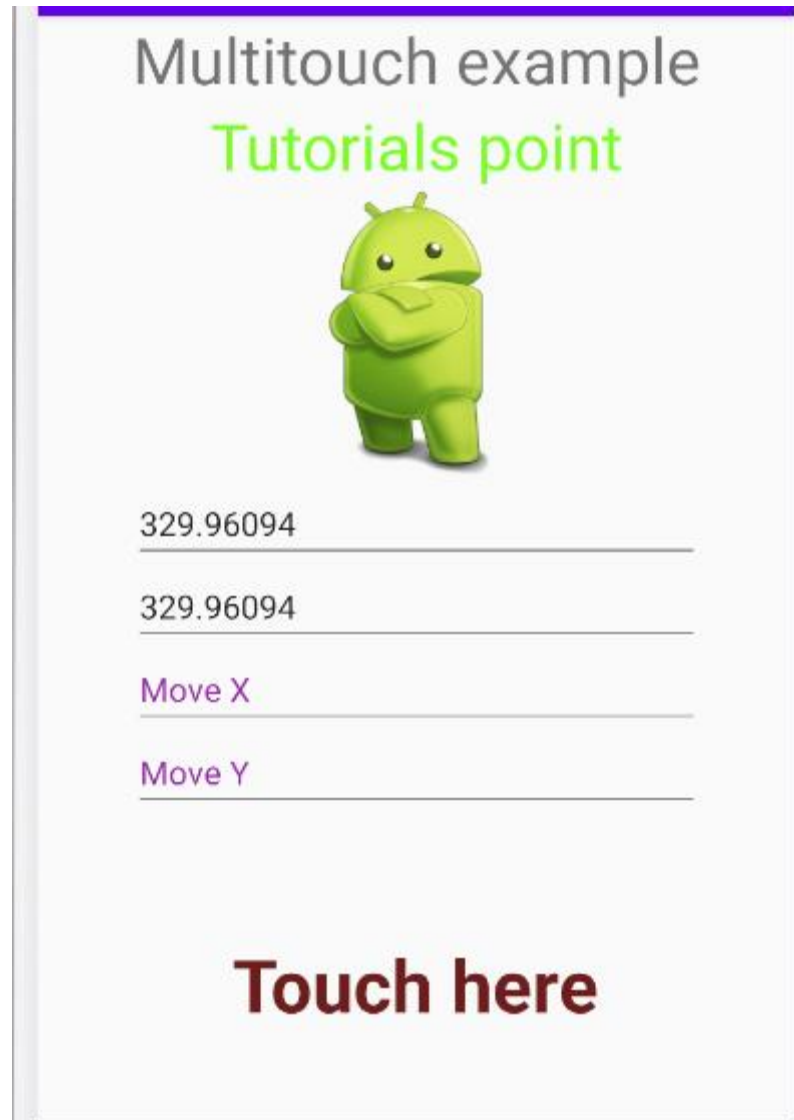 Multitouch example
Tutorials point
329.96094
329.96094
Move X
Move Y
Touch here